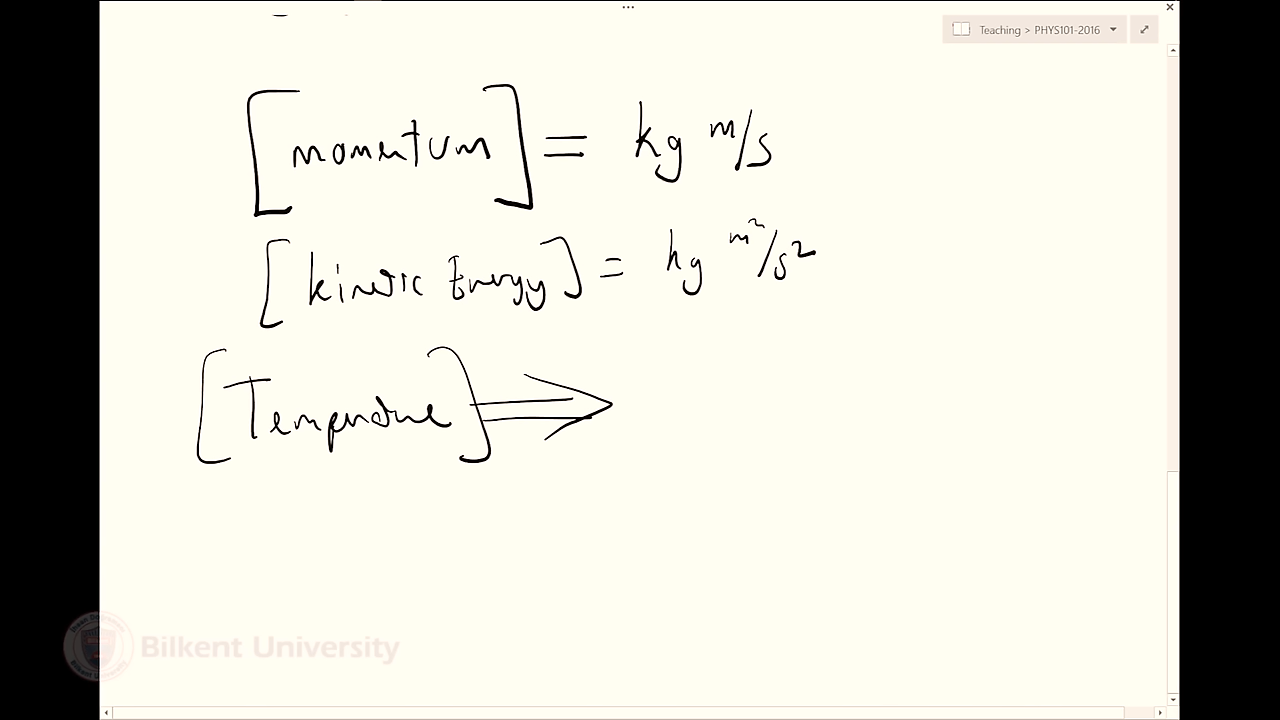 Teaching > PHYS101-2016
[momentum] = kg m/s
[kinetic Energy] = kg m²/s²
[Temperature] ⇒
Bilkent University